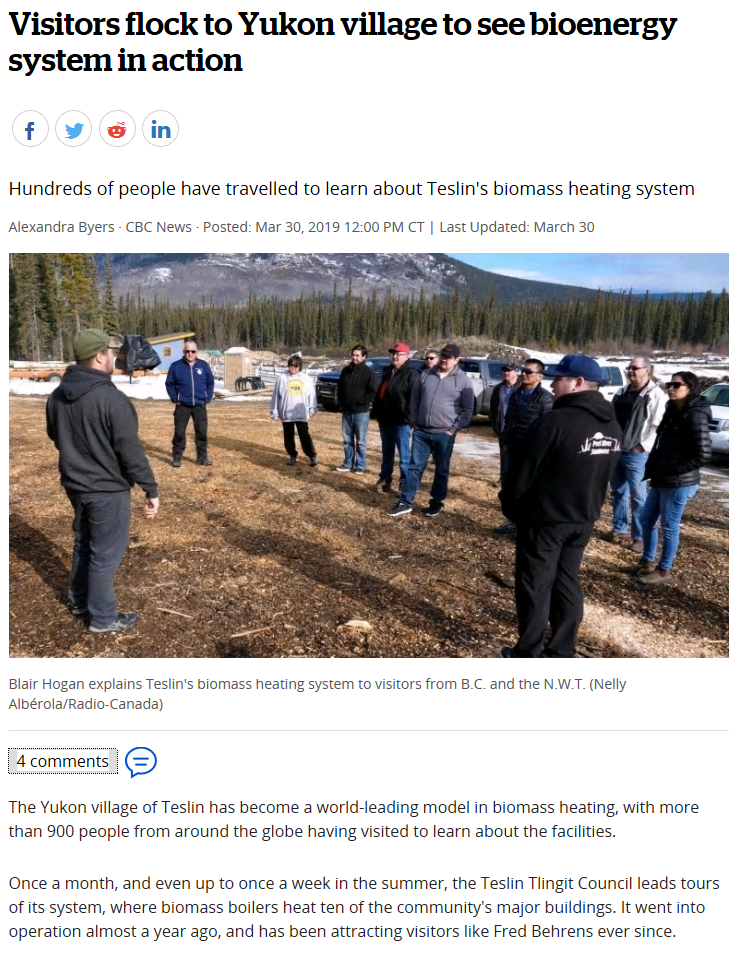 Visitors flock to Yukon village to see bioenergy
system in action
f
in
Hundreds of people have travelled to learn about Teslin's biomass heating system
Alexandra Byers · CBC News · Posted: Mar 30, 2019 12:00 PM CT | Last Updated: March 30
Peel River
Blair Hogan explains Teslin's biomass heating system to visitors from B.C. and the N.W.T. (Nelly
Albérola/Radio-Canada)
4 comments
The Yukon village of Teslin has become a world-leading model in biomass heating, with more
than 900 people from around the globe having visited to learn about the facilities.
Once a month, and even up to once a week in the summer, the Teslin Tlingit Council leads tours
of its system, where biomass boilers heat ten of the community's major buildings. It went into
operation almost a year ago, and has been attracting visitors like Fred Behrens ever since.